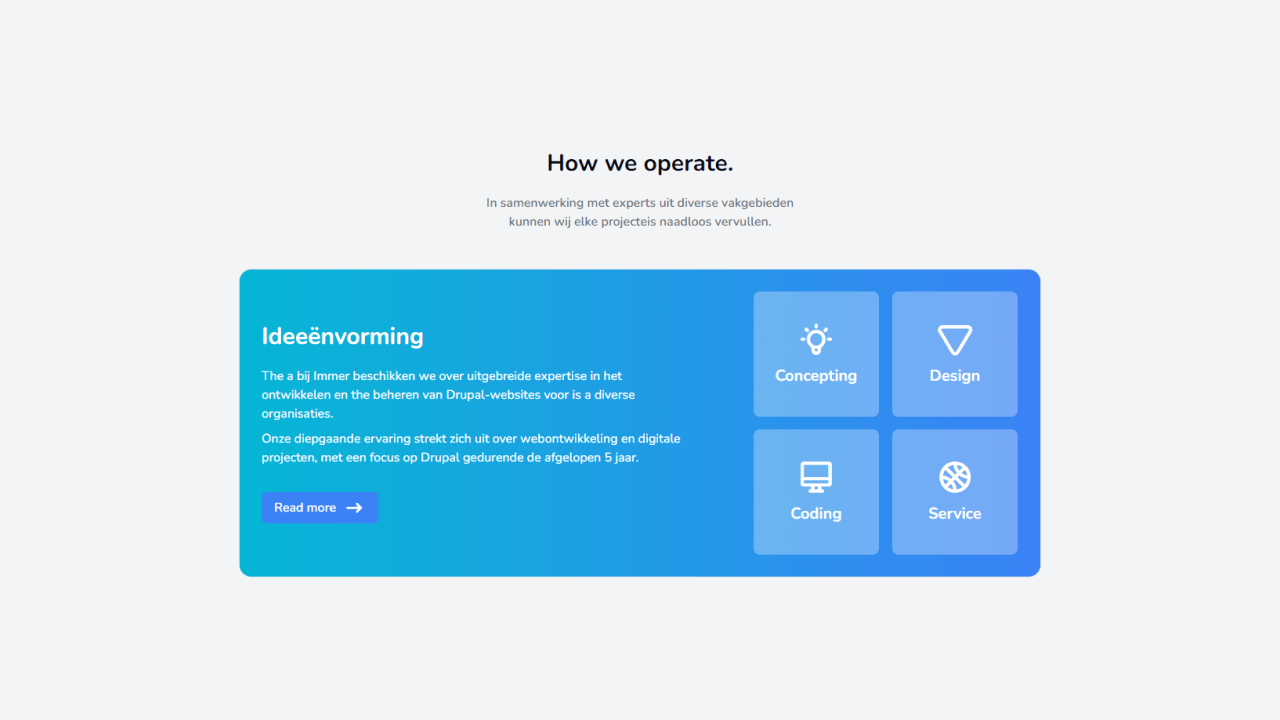 How we operate.
In samenwerking met experts uit diverse vakgebieden
kunnen wij elke projecteis naadloos vervullen.
Ideeënvorming
The a bij Immer beschikken we over uitgebreide expertise in het
ontwikkelen en the beheren van Drupal-websites voor is a diverse
organisaties.
Onze diepgaande ervaring strekt zich uit over webontwikkeling en digitale
projecten, met een focus op Drupal gedurende de afgelopen 5 jaar.
Read more
Concepting
Design
Coding
Service